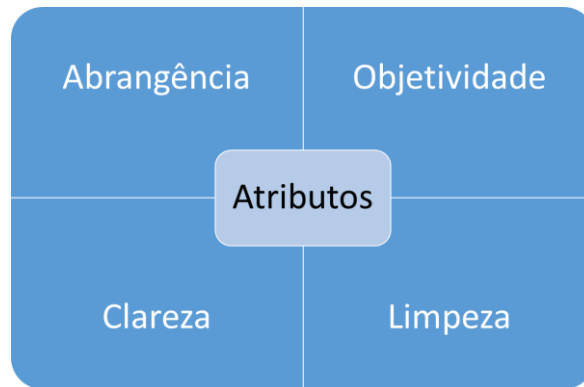 Abrangência
Objetividade
Atributos
Clareza
Limpeza